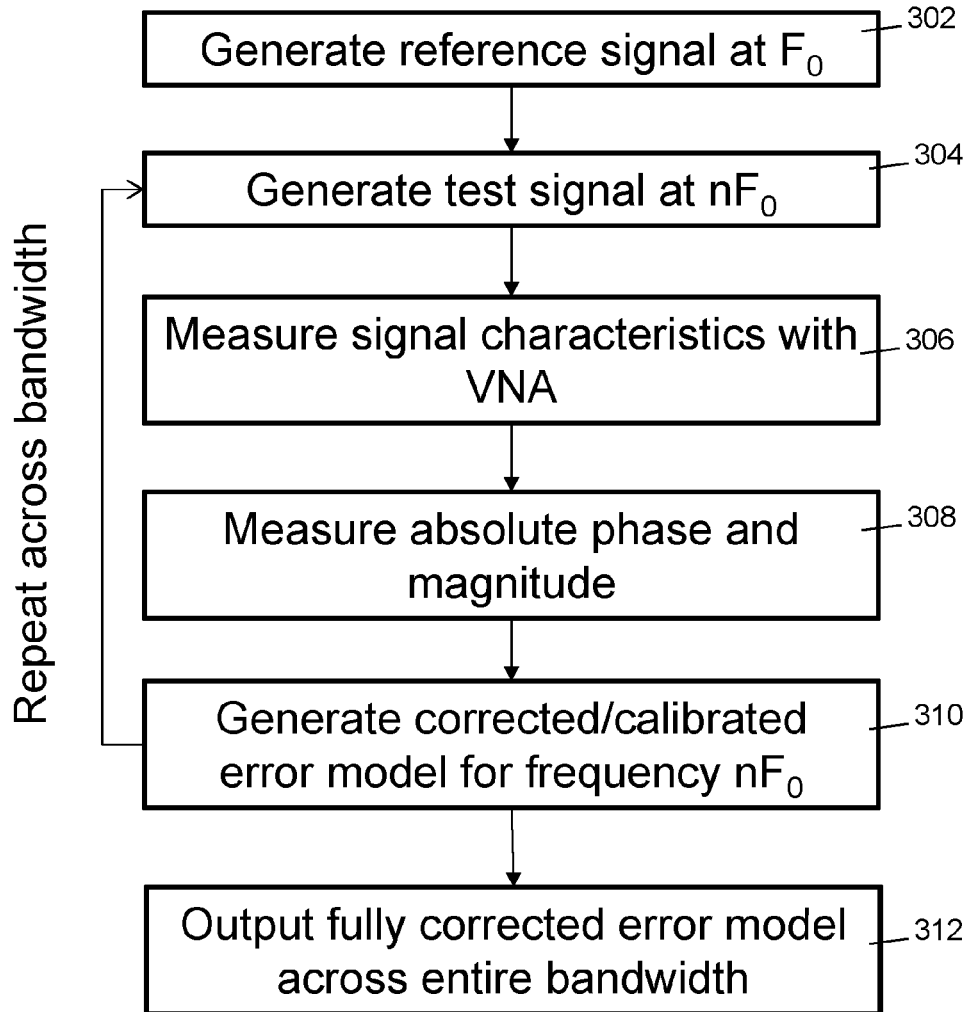 Generate reference signal at F₀
302
Generate test signal at nF₀
304
Measure signal characteristics with
VNA
306
Measure absolute phase and
magnitude
308
Generate corrected/calibrated
error model for frequency nF₀
310
Output fully corrected error model
across entire bandwidth
312
Repeat across bandwidth